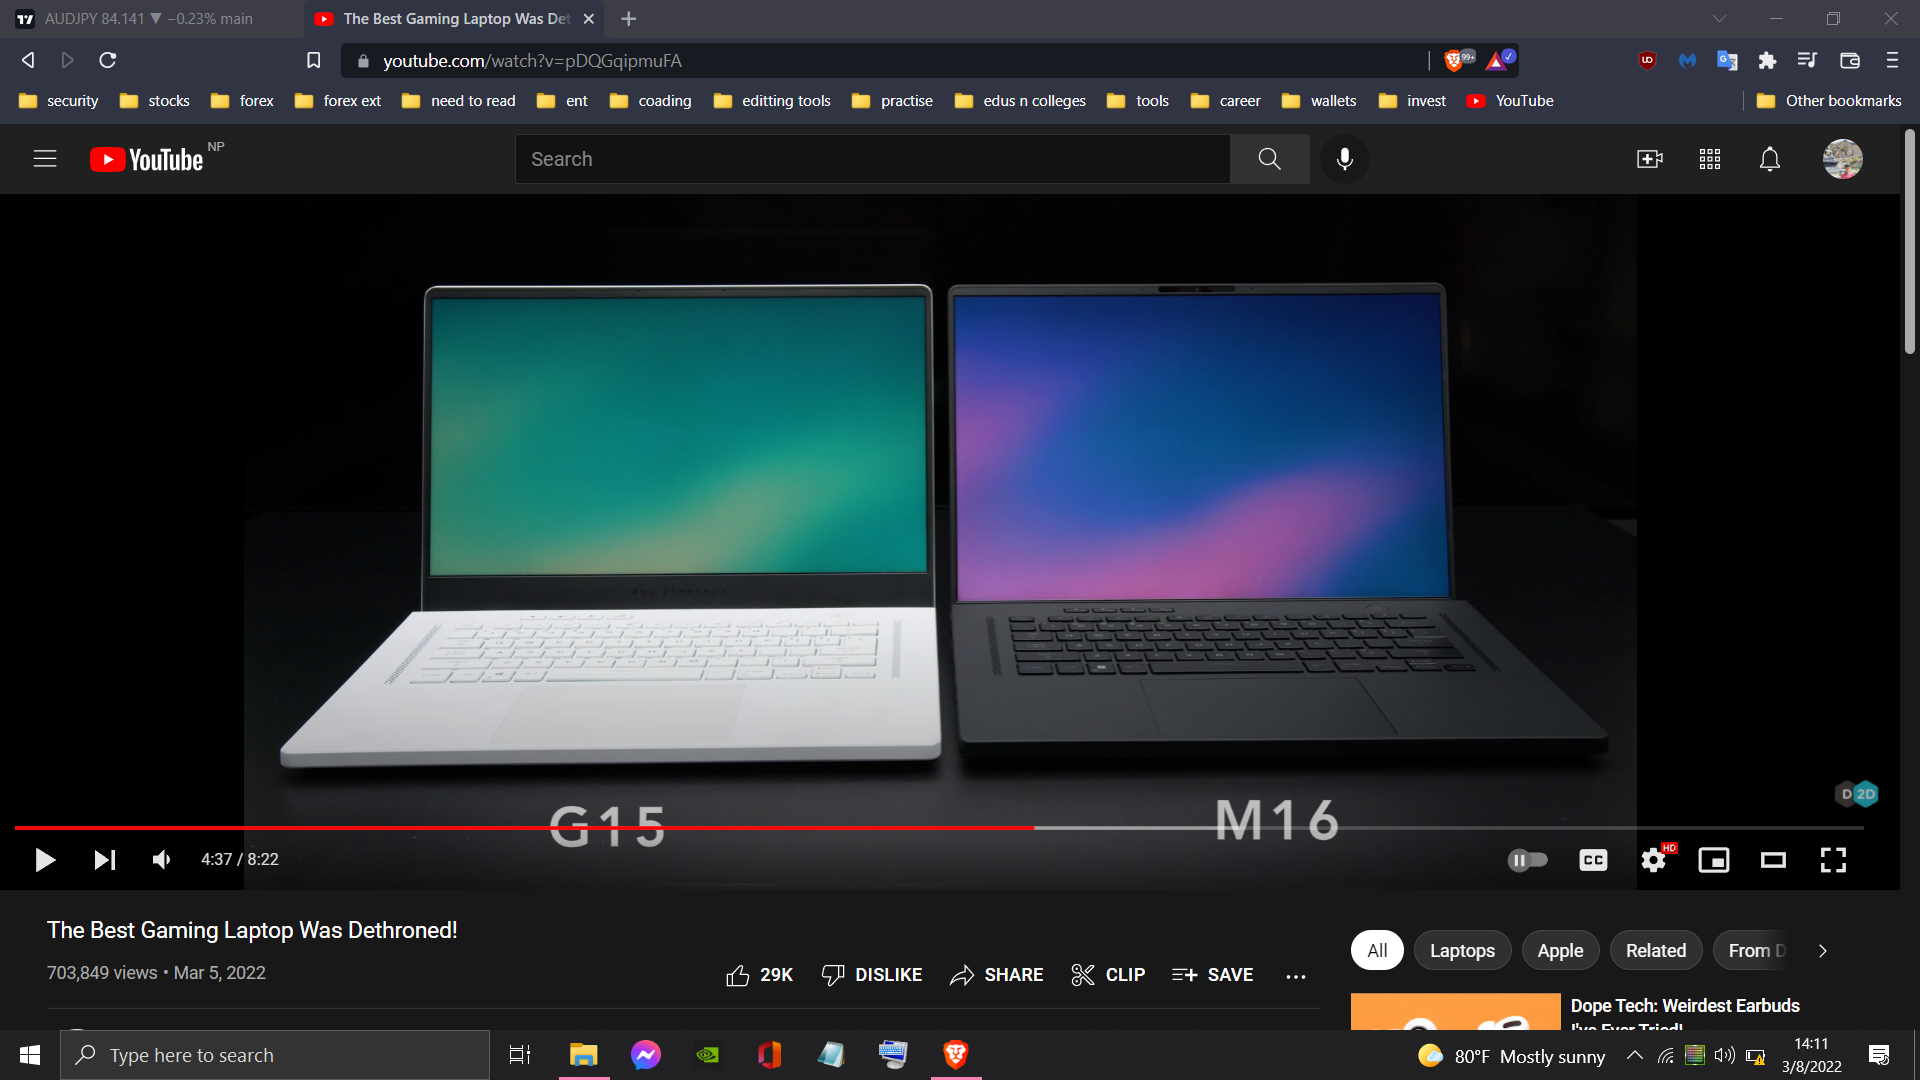 AUDJPY 84.141 ▼ −0.23% main
The Best Gaming Laptop Was Det
youtube.com/watch?v=pDQGqipmuFA
99+
security
stocks
forex
forex ext
need to read
ent
coading
editting tools
practise
edus n colleges
tools
career
wallets
invest
YouTube
Other bookmarks
YouTube NP
Search
G15
M16
D2D
4:37 / 8:22
CC
HD
The Best Gaming Laptop Was Dethroned!
703,849 views • Mar 5, 2022
29K
DISLIKE
SHARE
CLIP
SAVE
All
Laptops
Apple
Related
From D
Dope Tech: Weirdest Earbuds
I've Ever Tried!
Type here to search
80°F Mostly sunny
14:11
3/8/2022